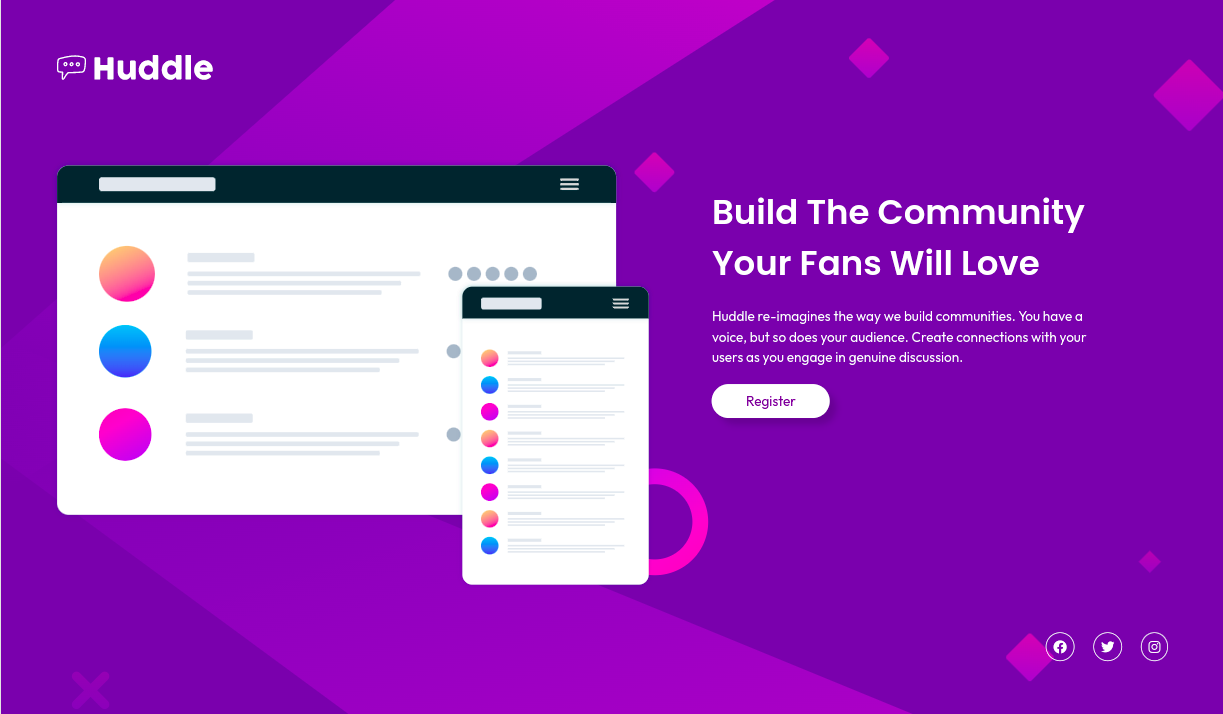 Huddle
Build The Community
Your Fans Will Love
Huddle re-imagines the way we build communities. You have a
voice, but so does your audience. Create connections with your
users as you engage in genuine discussion.
Register